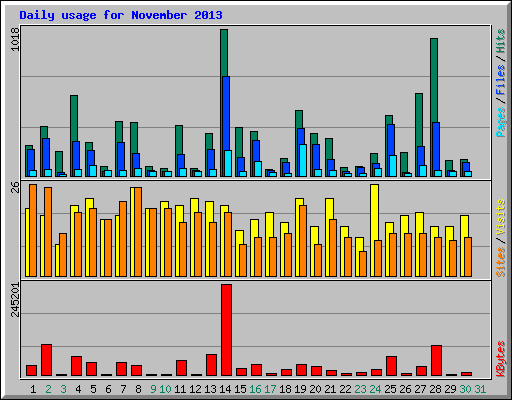 Daily usage for November 2013
1018
Pages / Files / Hits
26
Sites / Visits
245201
KBytes
1 2 3 4 5 6 7 8 9 10 11 12 13 14 15 16 17 18 19 20 21 22 23 24 25 26 27 28 29 30 31